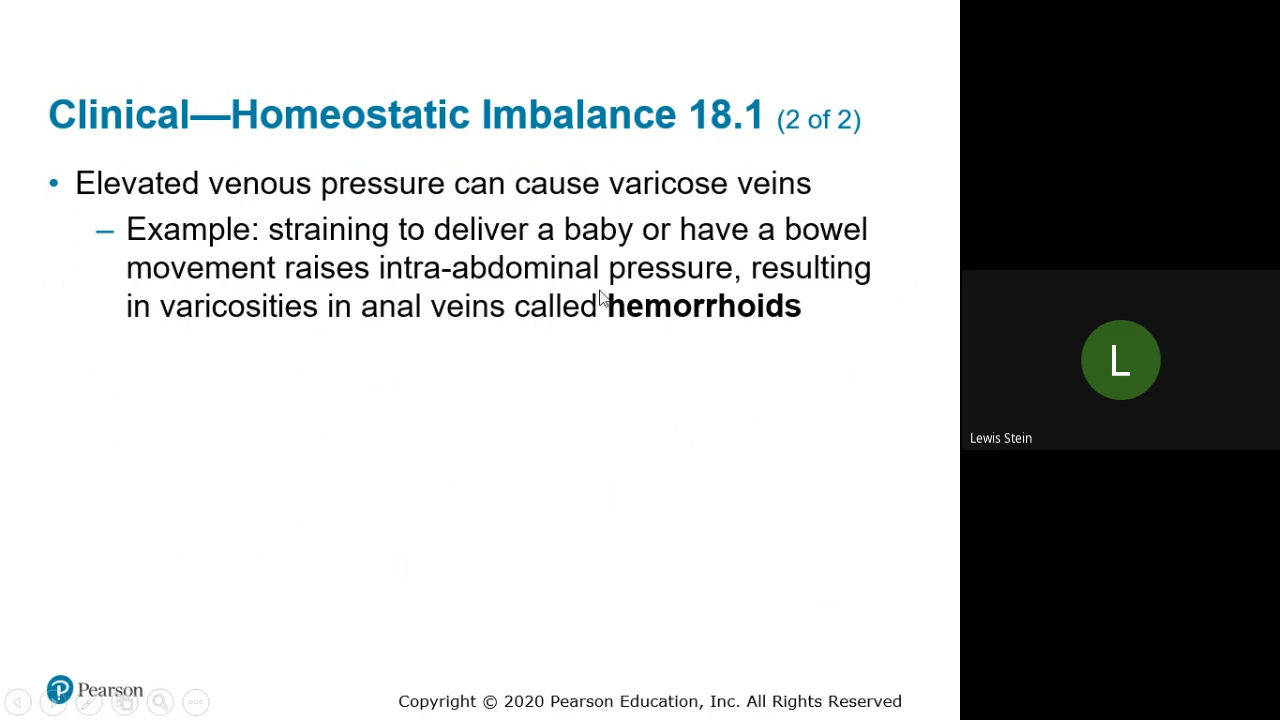 Clinical—Homeostatic Imbalance 18.1 (2 of 2)
• Elevated venous pressure can cause varicose veins
– Example: straining to deliver a baby or have a bowel
movement raises intra-abdominal pressure, resulting
in varicosities in anal veins called hemorrhoids
L
Lewis Stein
P Pearson
Copyright © 2020 Pearson Education, Inc. All Rights Reserved